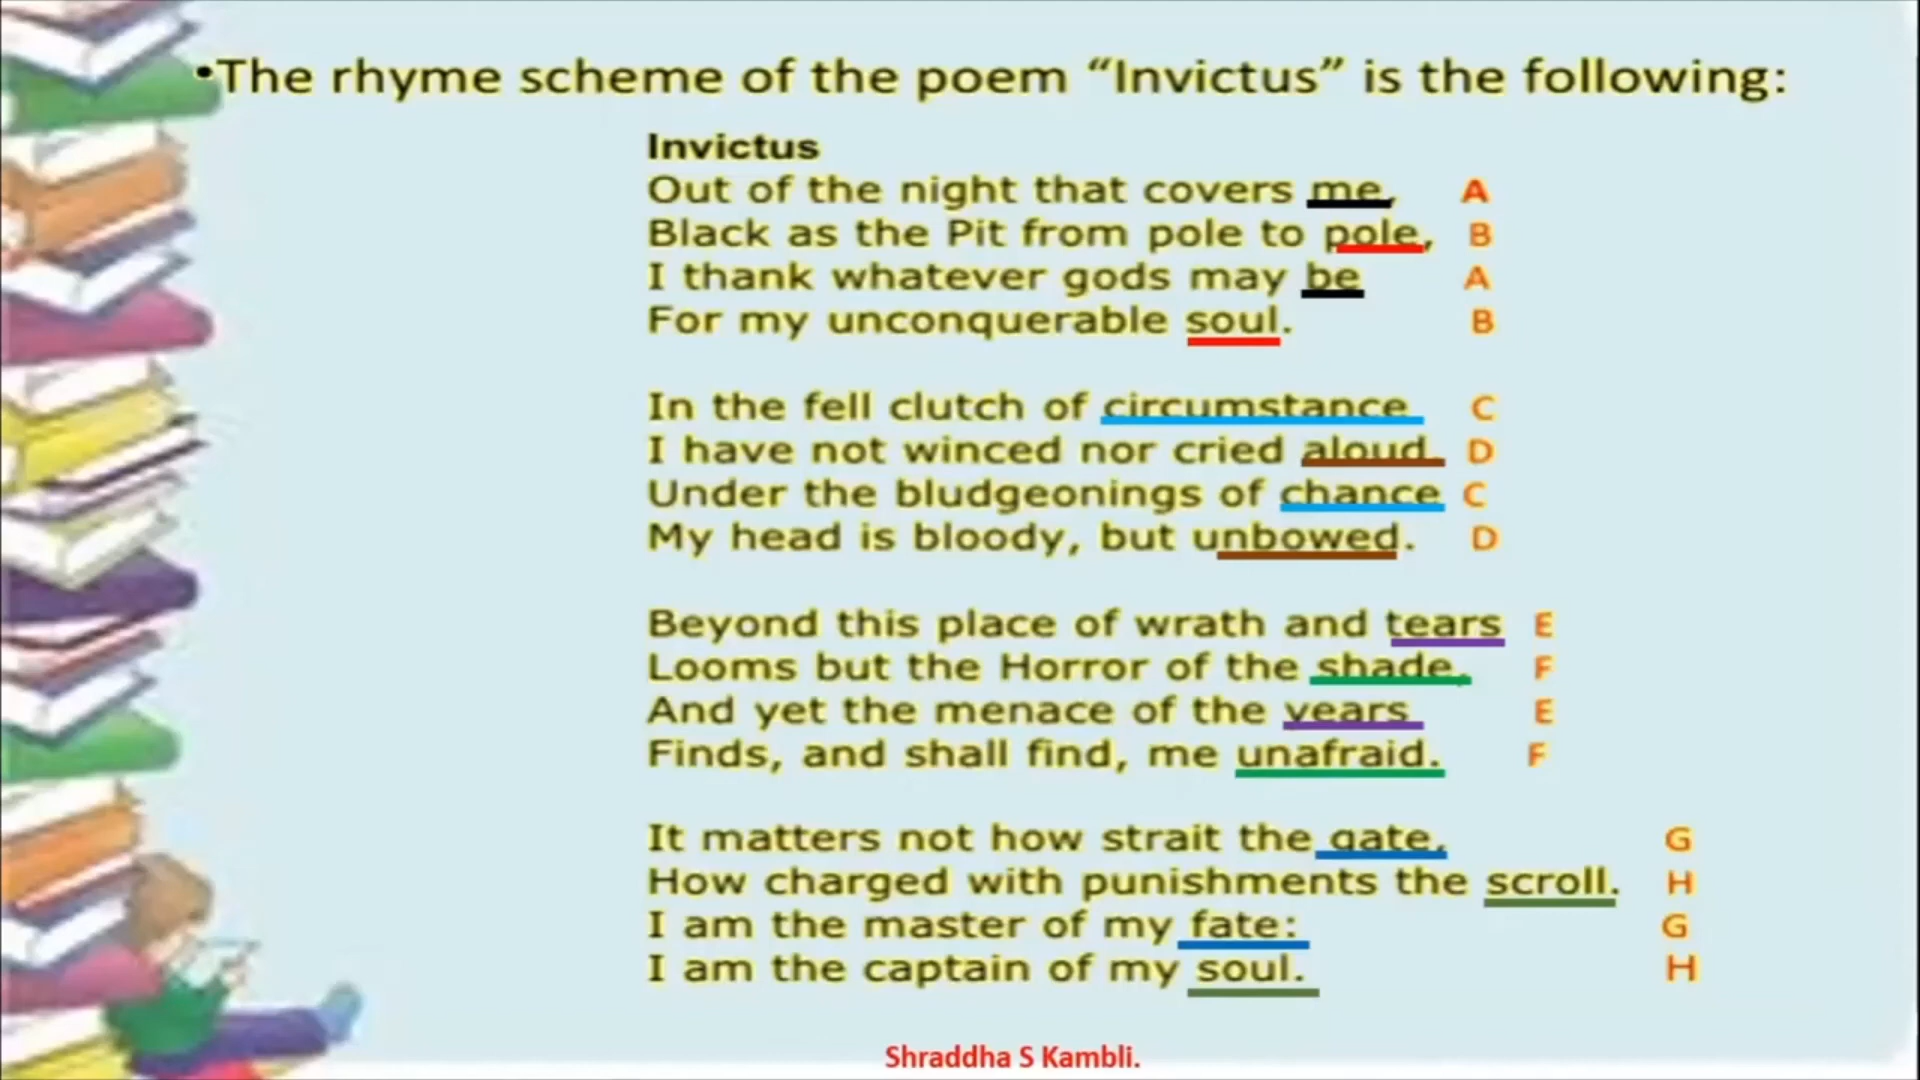 •The rhyme scheme of the poem “Invictus” is the following:
Invictus
Out of the night that covers me, A
Black as the Pit from pole to pole, B
I thank whatever gods may be A
For my unconquerable soul. B
In the fell clutch of circumstance C
I have not winced nor cried aloud. D
Under the bludgeonings of chance C
My head is bloody, but unbowed. D
Beyond this place of wrath and tears E
Looms but the Horror of the shade, F
And yet the menace of the years E
Finds, and shall find, me unafraid. F
It matters not how strait the gate, G
How charged with punishments the scroll. H
I am the master of my fate: G
I am the captain of my soul. H
Shraddha S Kambli.